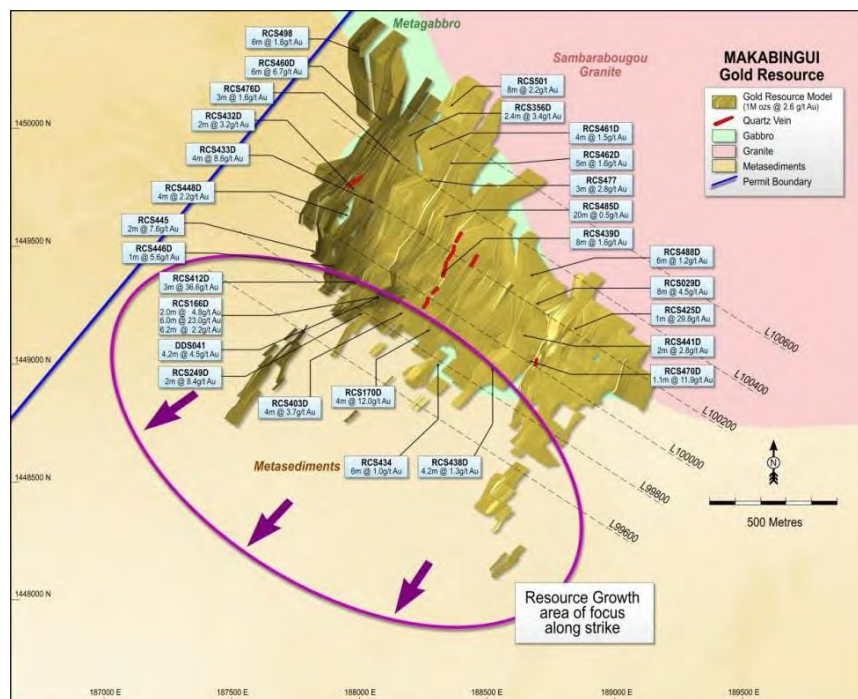 Metagabbro
Sambarabougou
Granite
MAKABINGUI
Gold Resource
Gold Resource Model
(1M ozs @ 2.6 g/t Au)
Quartz Vein
Gabbro
Granite
Metasediments
Permit Boundary
RCS498
6m @ 1.8g/t Au
RCS460D
6m @ 6.7g/t Au
RCS476D
3m @ 1.6g/t Au
RCS432D
2m @ 3.2g/t Au
RCS433D
4m @ 8.6g/t Au
RCS448D
4m @ 2.2g/t Au
RCS445
2m @ 7.6g/t Au
RCS446D
1m @ 5.6g/t Au
RCS412D
3m @ 36.6g/t Au
RCS166D
2.0m @ 4.8g/t Au
6.0m @ 23.0g/t Au
6.2m @ 2.2g/t Au
DDS041
4.2m @ 4.5g/t Au
RCS249D
2m @ 8.4g/t Au
RCS403D
4m @ 3.7g/t Au
RCS170D
4m @ 12.0g/t Au
RCS434
6m @ 1.0g/t Au
RCS438D
4.2m @ 1.3g/t Au
RCS501
8m @ 2.2g/t Au
RCS356D
2.4m @ 3.4g/t Au
RCS461D
4m @ 1.5g/t Au
RCS462D
5m @ 1.6g/t Au
RCS477
3m @ 2.8g/t Au
RCS485D
20m @ 0.5g/t Au
RCS439D
8m @ 1.6g/t Au
RCS488D
6m @ 1.2g/t Au
RCS029D
8m @ 4.5g/t Au
RCS425D
1m @ 29.8g/t Au
RCS441D
2m @ 2.8g/t Au
RCS470D
1.1m @ 11.9g/t Au
L100600
L100400
L100200
L100000
L99800
L99600
Metasediments
N
500 Metres
Resource Growth
area of focus
along strike
1450000 N
1449500 N
1449000 N
1448500 N
1448000 N
187000 E
187500 E
188000 E
188500 E
189000 E
189500 E